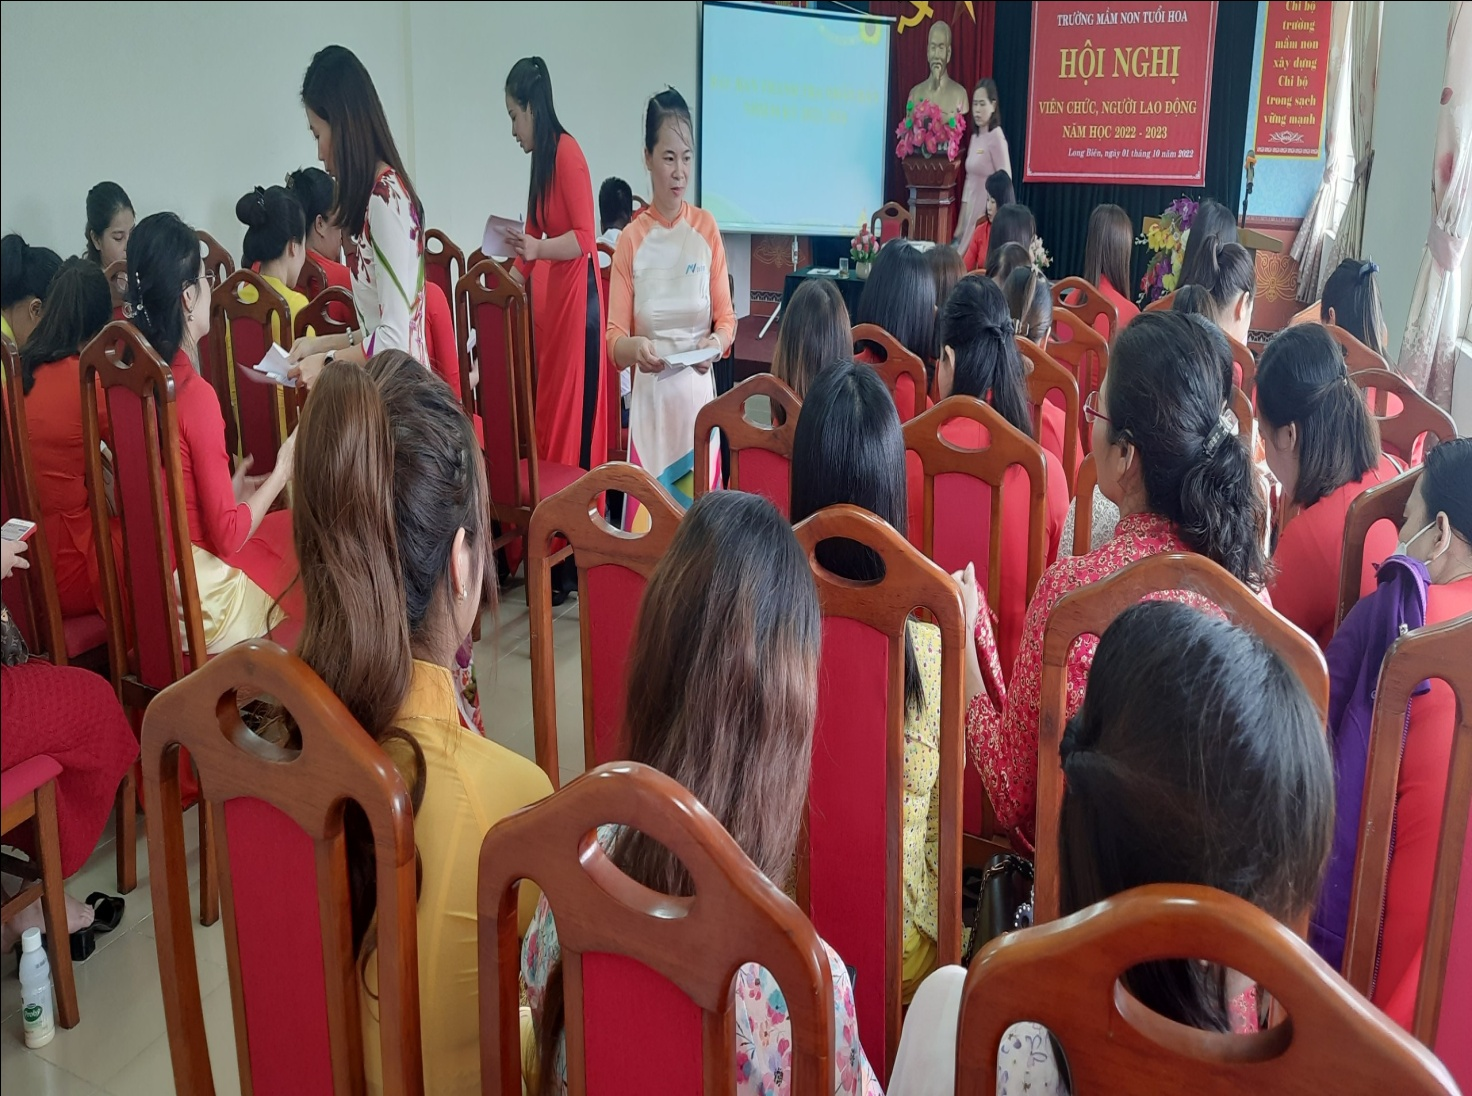 TRƯỜNG MẦM NON TUỔI HOA
HỘI NGHỊ
VIÊN CHỨC, NGƯỜI LAO ĐỘNG
NĂM HỌC 2022 - 2023
Long Biên, ngày 01 tháng 10 năm 2022
Chi bộ
trường
mầm non
xây dựng
Chi bộ
trong sạch
vững mạnh